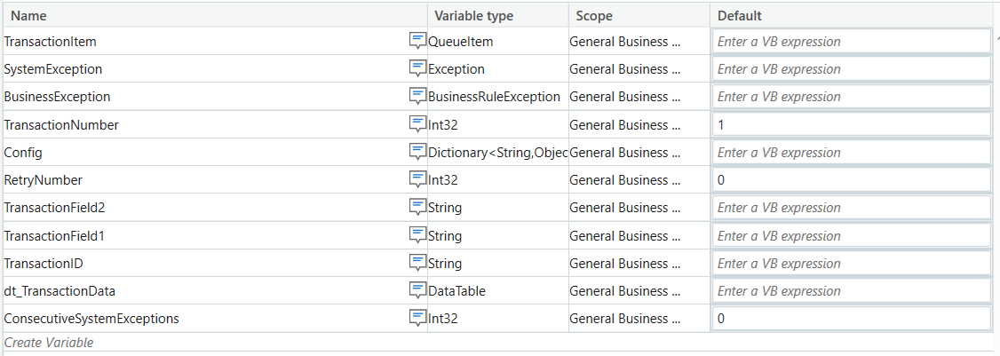 Name Variable type Scope Default
TransactionItem QueueItem General Business ... Enter a VB expression
SystemException Exception General Business ... Enter a VB expression
BusinessException BusinessRuleException General Business ... Enter a VB expression
TransactionNumber Int32 General Business ... 1
Config Dictionary<String,Objec General Business ... Enter a VB expression
RetryNumber Int32 General Business ... 0
TransactionField2 String General Business ... Enter a VB expression
TransactionField1 String General Business ... Enter a VB expression
TransactionID String General Business ... Enter a VB expression
dt_TransactionData DataTable General Business ... Enter a VB expression
ConsecutiveSystemExceptions Int32 General Business ... 0
Create Variable